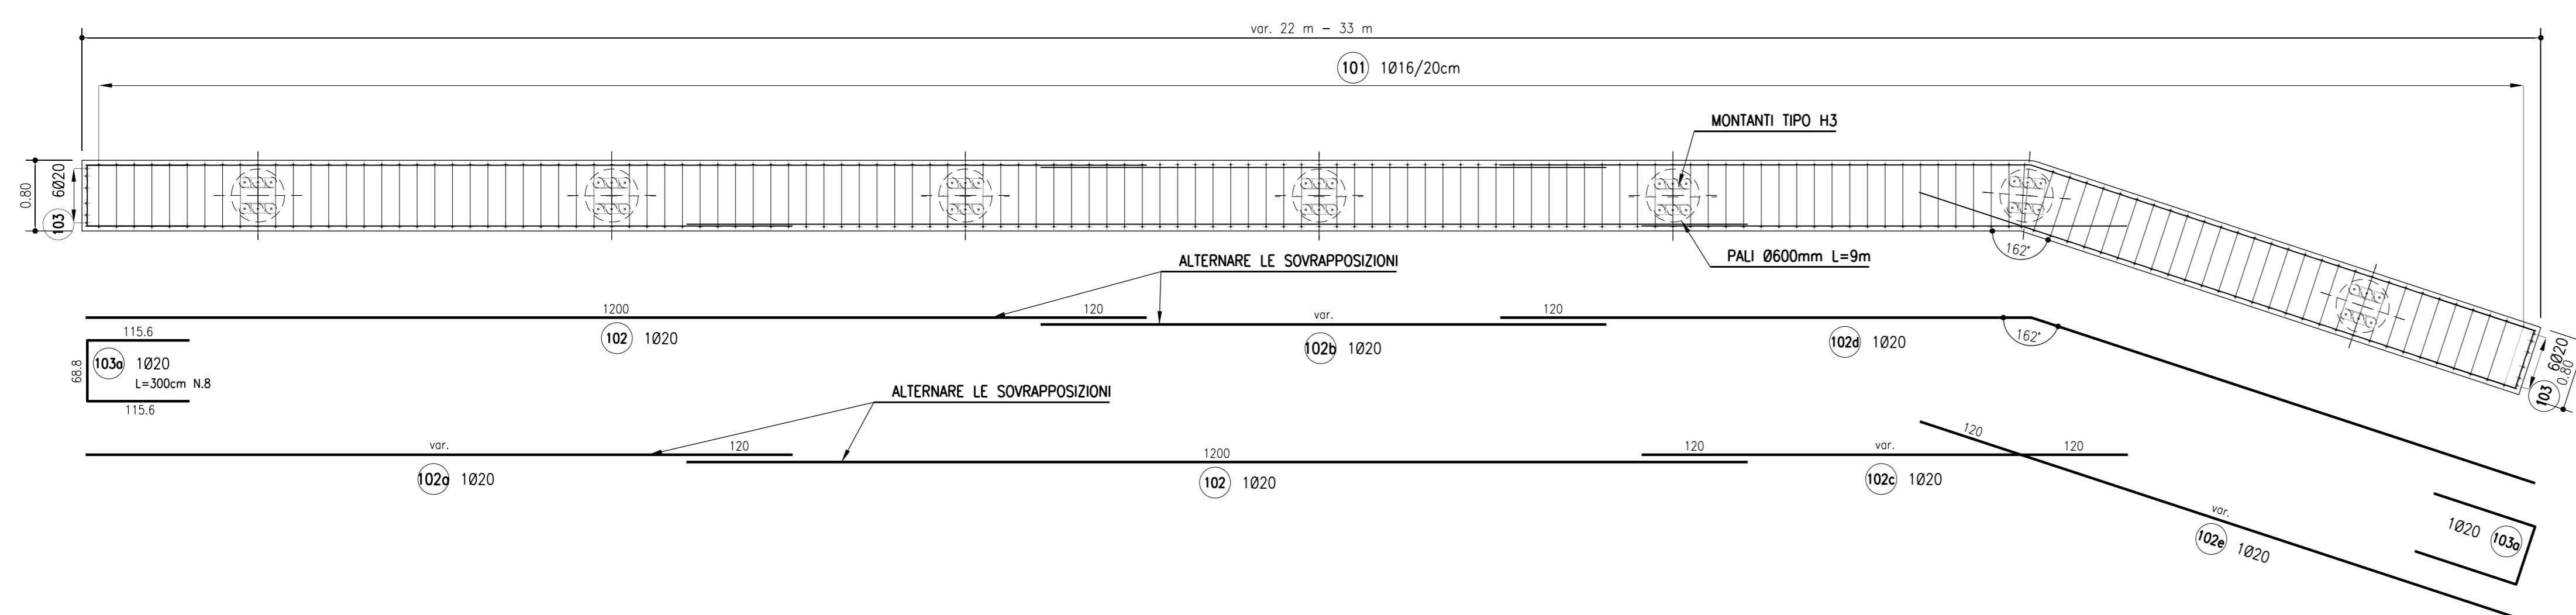 var. 22 m – 33 m
101 1Ø16/20cm
MONTANTI TIPO H3
0.80
6Ø20
103
162°
PALI Ø600mm L=9m
ALTERNARE LE SOVRAPPOSIZIONI
6Ø20
0.80
103
1200
120
102 1Ø20
var.
102b 1Ø20
120
102d 1Ø20
162°
115.6
68.8
103a 1Ø20
L=300cm N.8
115.6
ALTERNARE LE SOVRAPPOSIZIONI
var.
120
102a 1Ø20
1200
102 1Ø20
120
var.
120
102c 1Ø20
120
var.
102e 1Ø20
1Ø20 103a